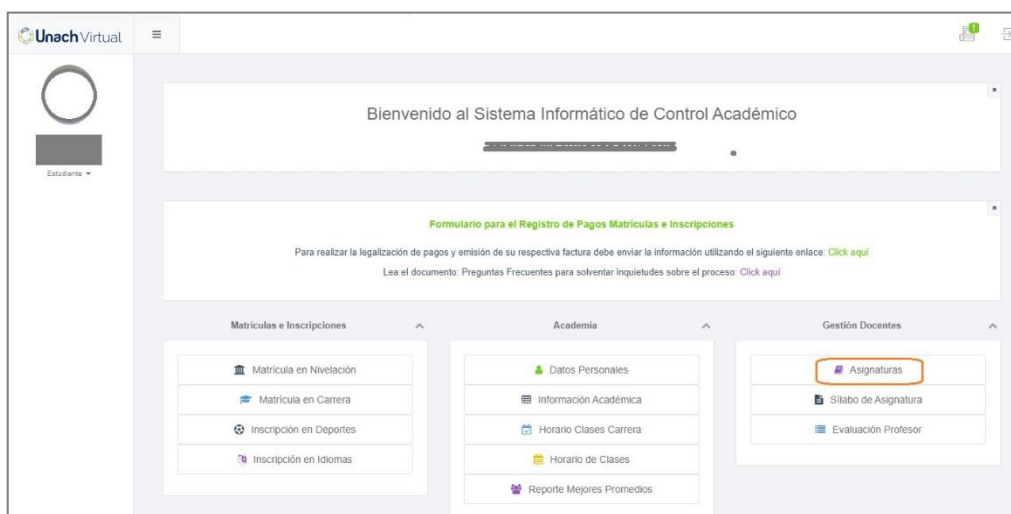 Unach Virtual
Estudiante
Bienvenido al Sistema Informático de Control Académico
Formulario para el Registro de Pagos Matrículas e Inscripciones
Para realizar la legalización de pagos y emisión de su respectiva factura debe enviar la información utilizando el siguiente enlace: Click aquí
Lea el documento: Preguntas Frecuentes para solventar inquietudes sobre el proceso: Click aquí
Matrículas e Inscripciones
Matrícula en Nivelación
Matrícula en Carrera
Inscripción en Deportes
Inscripción en Idiomas
Academia
Datos Personales
Información Académica
Horario Clases Carrera
Horario de Clases
Reporte Mejores Promedios
Gestión Docentes
Asignaturas
Sílabo de Asignatura
Evaluación Profesor